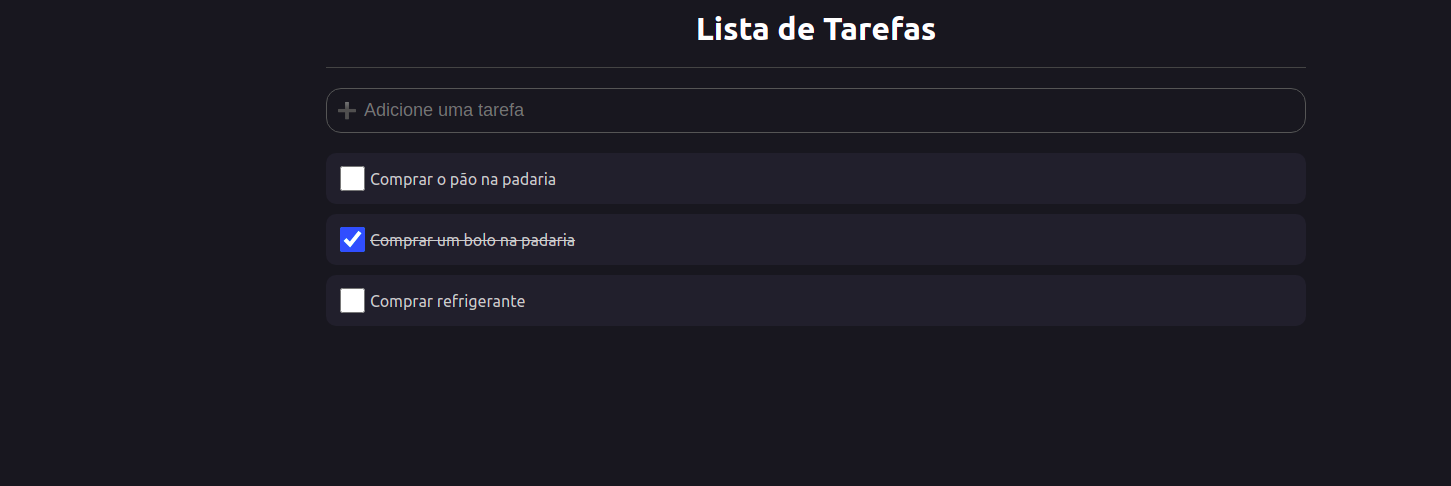 Lista de Tarefas
➕ Adicione uma tarefa
Comprar o pão na padaria
Comprar um bolo na padaria
Comprar refrigerante